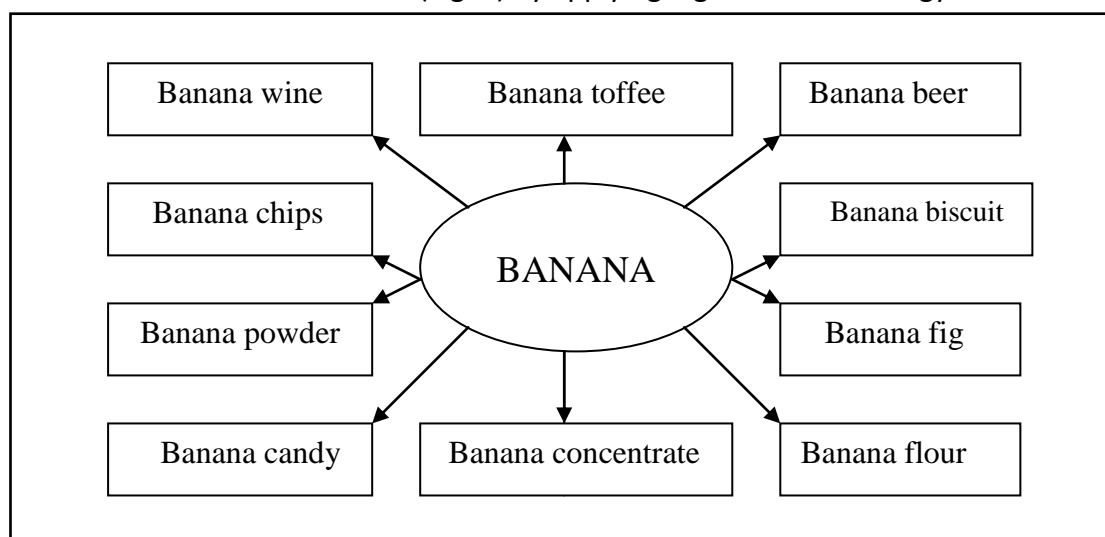 Banana wine
Banana toffee
Banana beer
Banana chips
Banana biscuit
BANANA
Banana powder
Banana fig
Banana candy
Banana concentrate
Banana flour